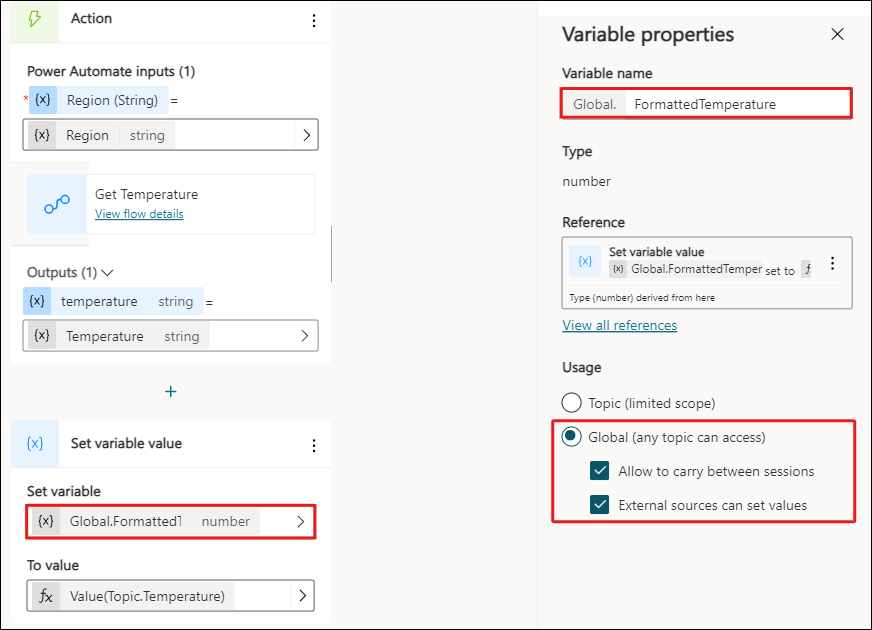 Action
Power Automate inputs (1)
* {x} Region (String) =
{x} Region string
Get Temperature
View flow details
Outputs (1)
{x} temperature string =
{x} Temperature string
{x} Set variable value
Set variable
{x} Global.FormattedT number
To value
fx Value(Topic.Temperature)
Variable properties
Variable name
Global. FormattedTemperature
Type
number
Reference
{x} Set variable value
{x} Global.FormattedTemper set to f
Type (number) derived from here
View all references
Usage
Topic (limited scope)
Global (any topic can access)
Allow to carry between sessions
External sources can set values